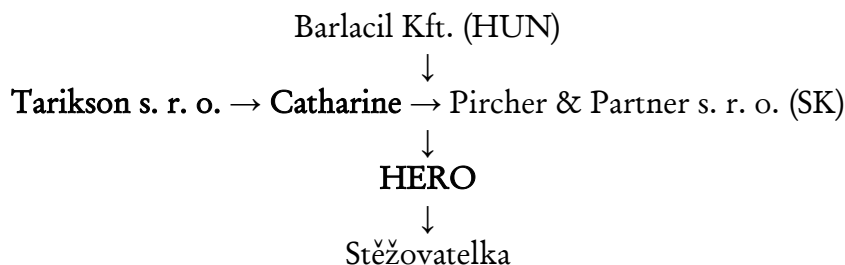 Barlacil Kft. (HUN)
↓
Tarikson s. r. o. → Catharine → Pircher & Partner s. r. o. (SK)
↓
HERO
↓
Stěžovatelka